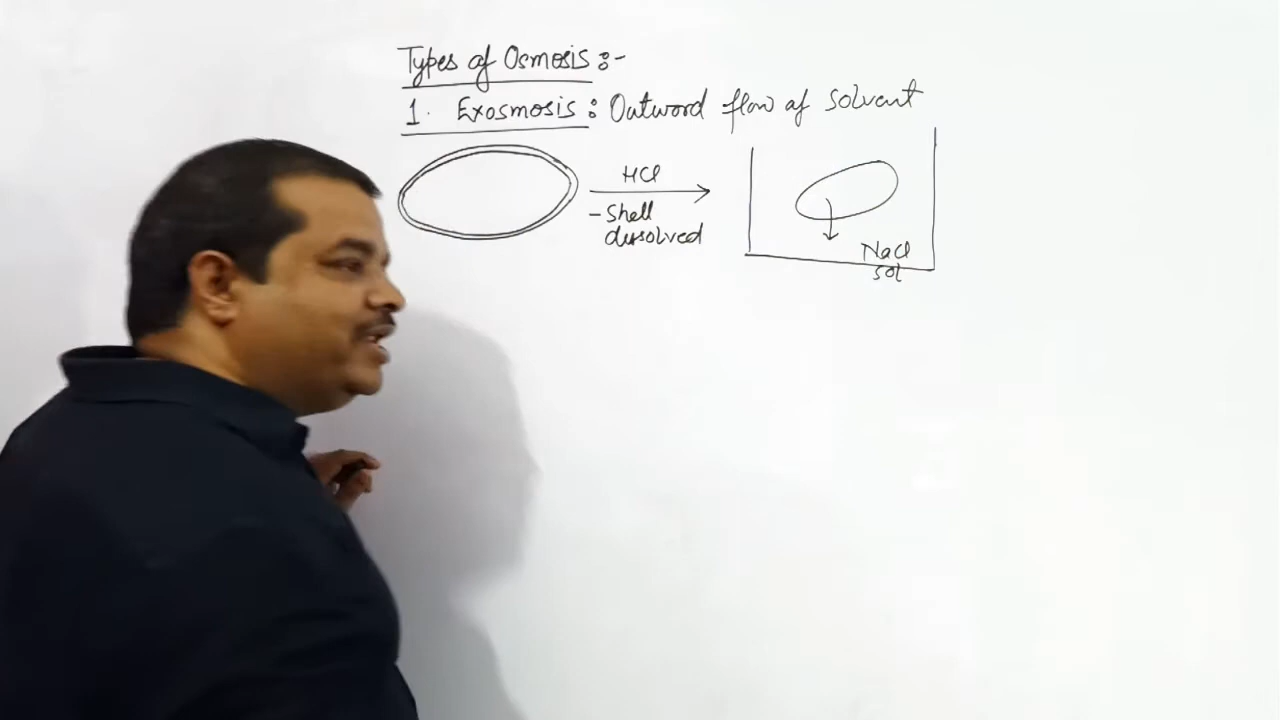 Types of Osmosis :-
1. Exosmosis : Outword flow of solvent
HCl
- Shell
dissolved
NaCl
sol